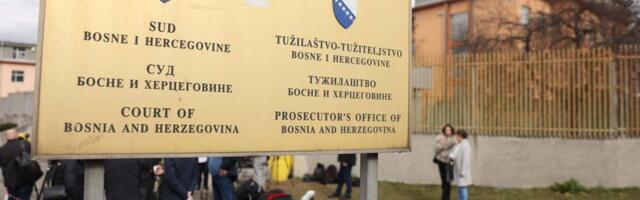 SUD
BOSNE I HERCEGOVINE
СУД
БОСНЕ И ХЕРЦЕГОВИНЕ
COURT OF
BOSNIA AND HERZEGOVINA
TUŽILAŠTVO-TUŽITELJSTVO
BOSNE I HERCEGOVINE
ТУЖИЛАШТВО
БОСНЕ И ХЕРЦЕГОВИНЕ
PROSECUTOR'S OFFICE OF
BOSNIA AND HERZEGOVINA